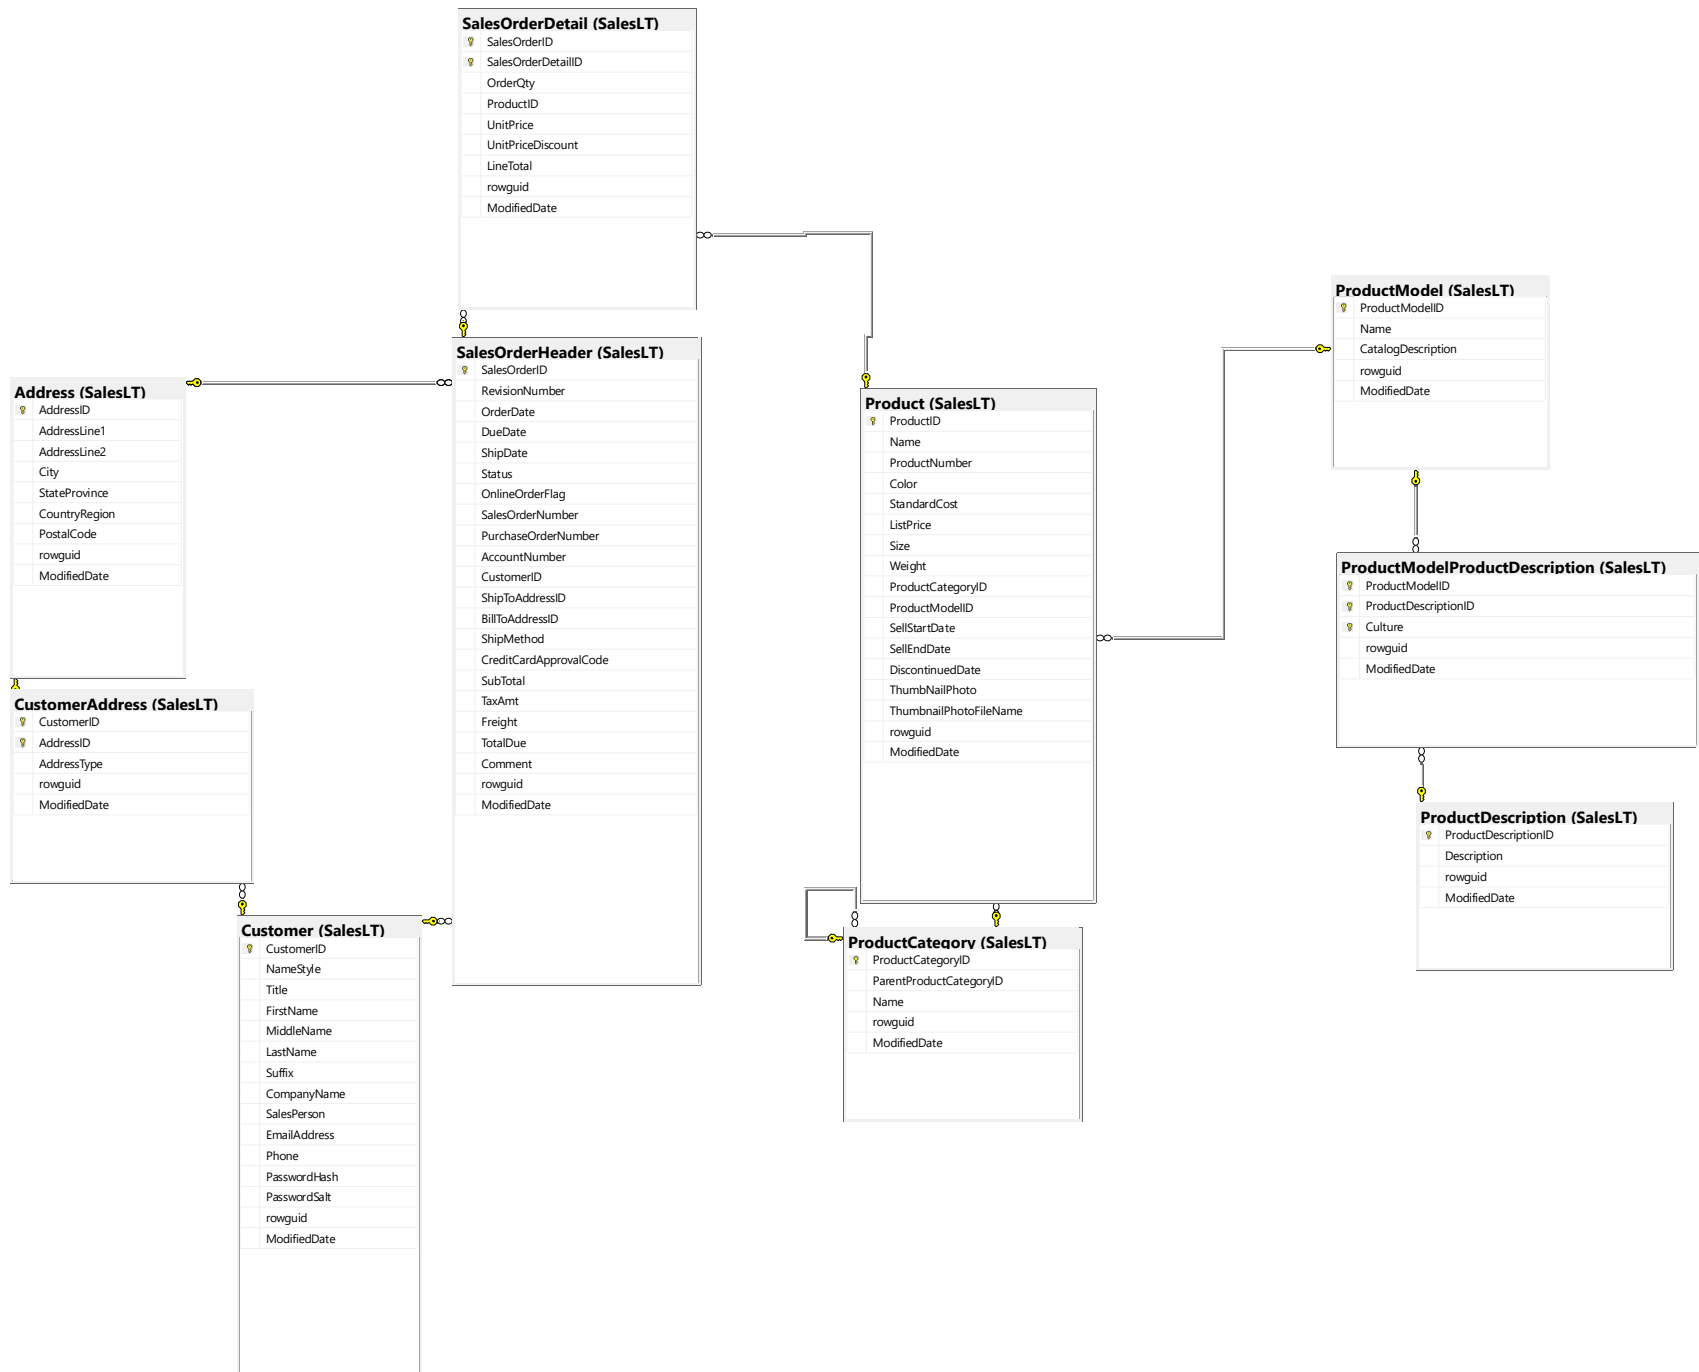 SalesOrderDetail (SalesLT)
SalesOrderID
SalesOrderDetailID
OrderQty
ProductID
UnitPrice
UnitPriceDiscount
LineTotal
rowguid
ModifiedDate
SalesOrderHeader (SalesLT)
SalesOrderID
RevisionNumber
OrderDate
DueDate
ShipDate
Status
OnlineOrderFlag
SalesOrderNumber
PurchaseOrderNumber
AccountNumber
CustomerID
ShipToAddressID
BillToAddressID
ShipMethod
CreditCardApprovalCode
SubTotal
TaxAmt
Freight
TotalDue
Comment
rowguid
ModifiedDate
Address (SalesLT)
AddressID
AddressLine1
AddressLine2
City
StateProvince
CountryRegion
PostalCode
rowguid
ModifiedDate
CustomerAddress (SalesLT)
CustomerID
AddressID
AddressType
rowguid
ModifiedDate
Customer (SalesLT)
CustomerID
NameStyle
Title
FirstName
MiddleName
LastName
Suffix
CompanyName
SalesPerson
EmailAddress
Phone
PasswordHash
PasswordSalt
rowguid
ModifiedDate
Product (SalesLT)
ProductID
Name
ProductNumber
Color
StandardCost
ListPrice
Size
Weight
ProductCategoryID
ProductModelID
SellStartDate
SellEndDate
DiscontinuedDate
ThumbNailPhoto
ThumbnailPhotoFileName
rowguid
ModifiedDate
ProductCategory (SalesLT)
ProductCategoryID
ParentProductCategoryID
Name
rowguid
ModifiedDate
ProductModel (SalesLT)
ProductModelID
Name
CatalogDescription
rowguid
ModifiedDate
ProductModelProductDescription (SalesLT)
ProductModelID
ProductDescriptionID
Culture
rowguid
ModifiedDate
ProductDescription (SalesLT)
ProductDescriptionID
Description
rowguid
ModifiedDate